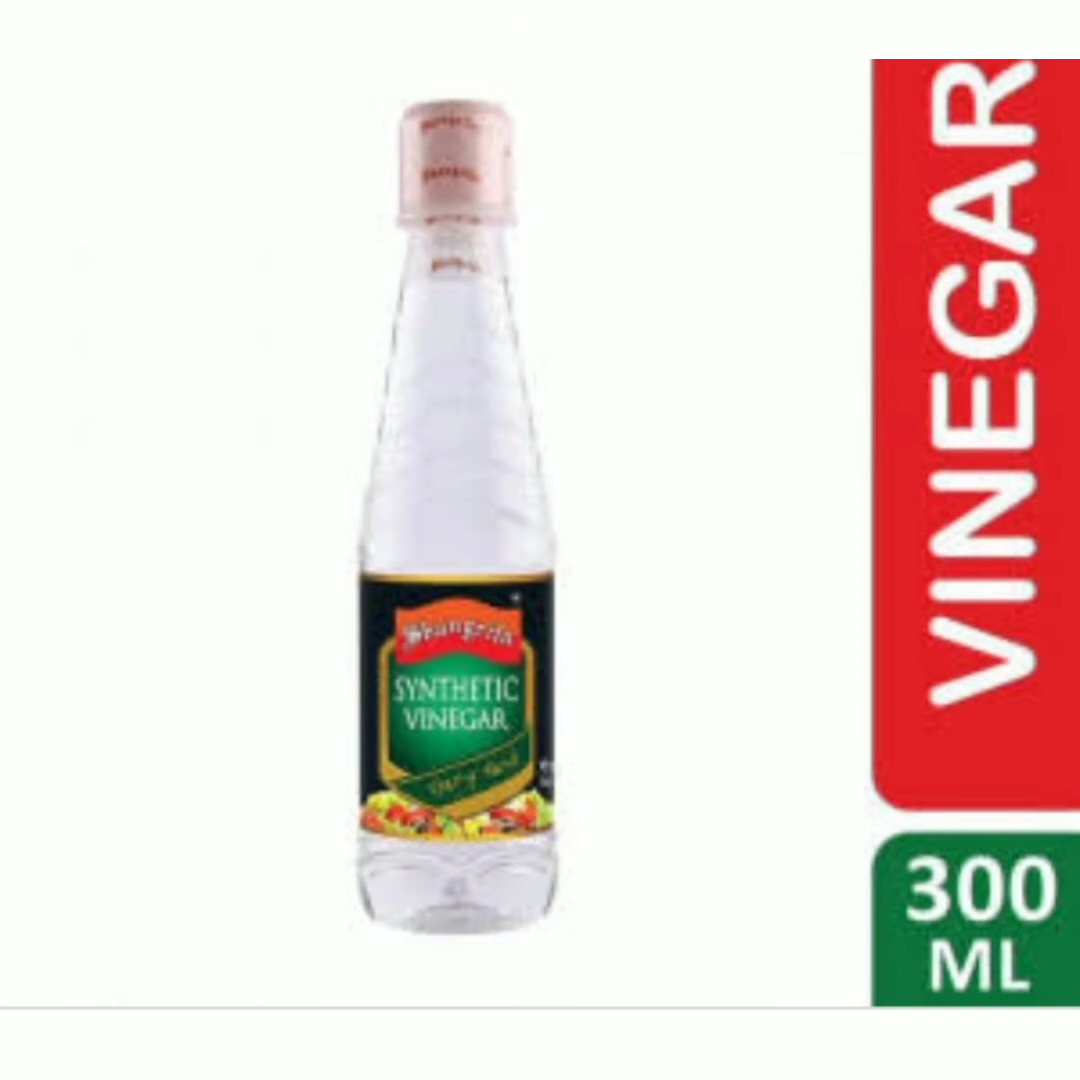 Shangrila
SYNTHETIC
VINEGAR
VINEGAR
300
ML